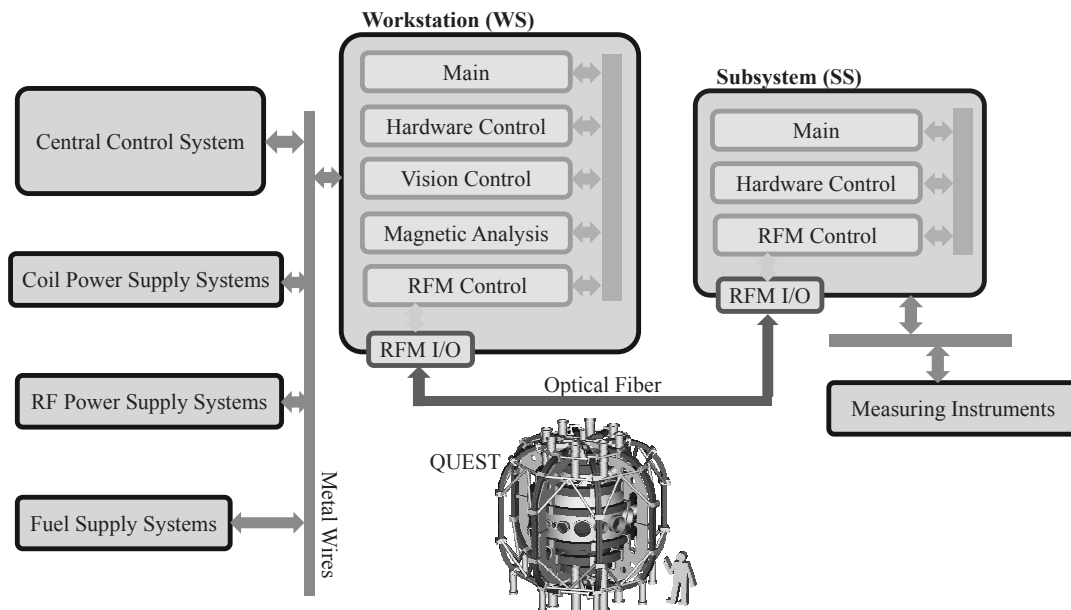 Workstation (WS)
Main
Hardware Control
Vision Control
Magnetic Analysis
RFM Control
RFM I/O
Subsystem (SS)
Main
Hardware Control
RFM Control
RFM I/O
Central Control System
Coil Power Supply Systems
RF Power Supply Systems
Fuel Supply Systems
Metal Wires
Optical Fiber
Measuring Instruments
QUEST